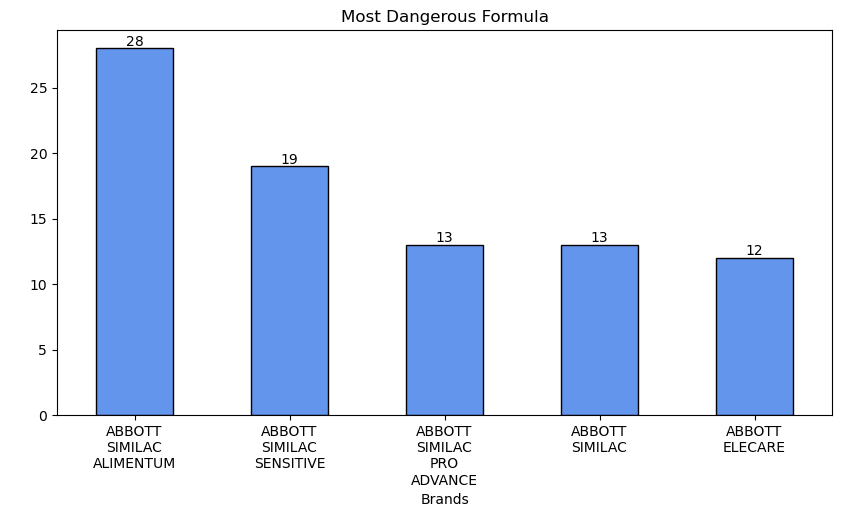 Most Dangerous Formula
28
19
13
13
12
25
20
15
10
5
0
ABBOTT
SIMILAC
ALIMENTUM
ABBOTT
SIMILAC
SENSITIVE
ABBOTT
SIMILAC
PRO
ADVANCE
ABBOTT
SIMILAC
ABBOTT
ELECARE
Brands